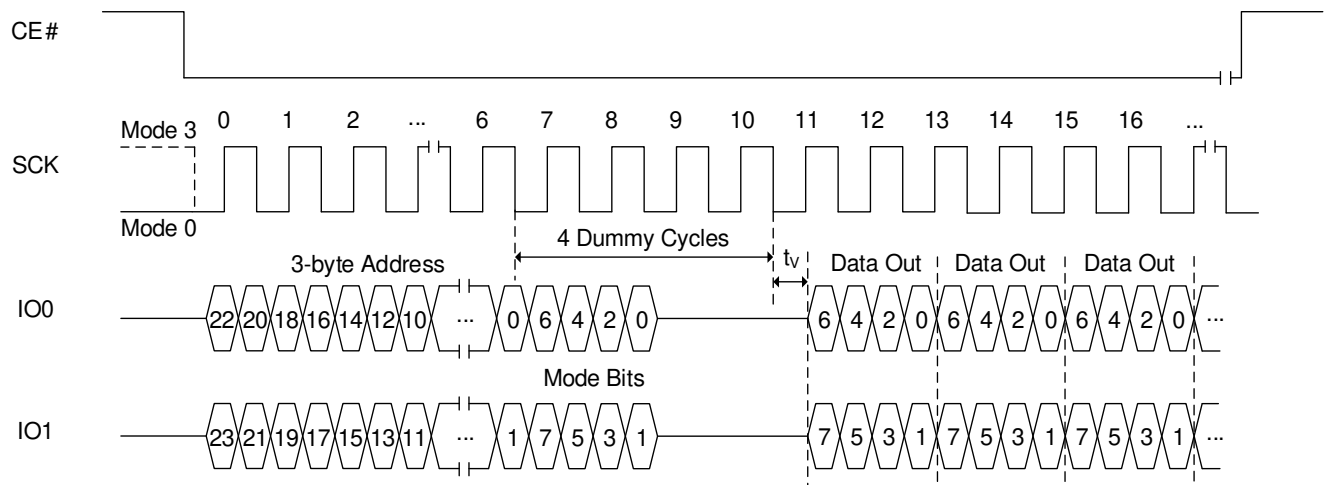 CE#
0 1 2 ... 6 7 8 9 10 11 12 13 14 15 16 ...
Mode 3
SCK
Mode 0
4 Dummy Cycles
tV
3-byte Address
Data Out Data Out Data Out
IO0
22 20 18 16 14 12 10 ... 0 6 4 2 0 6 4 2 0 6 4 2 0 6 4 2 0 ...
Mode Bits
IO1
23 21 19 17 15 13 11 ... 1 7 5 3 1 7 5 3 1 7 5 3 1 7 5 3 1 ...